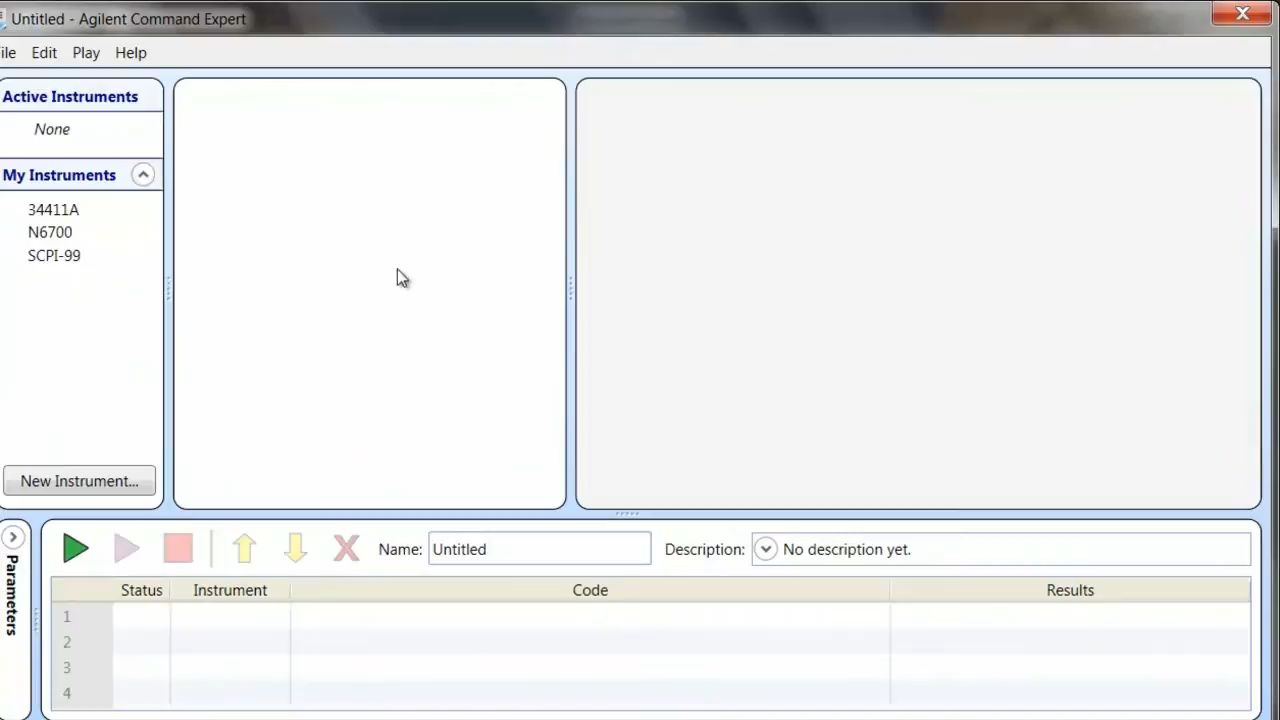 Untitled - Agilent Command Expert
ile Edit Play Help
Active Instruments
None
My Instruments
34411A
N6700
SCPI-99
New Instrument...
Parameters
Name: Untitled Description: No description yet.
Status Instrument Code Results
1
2
3
4